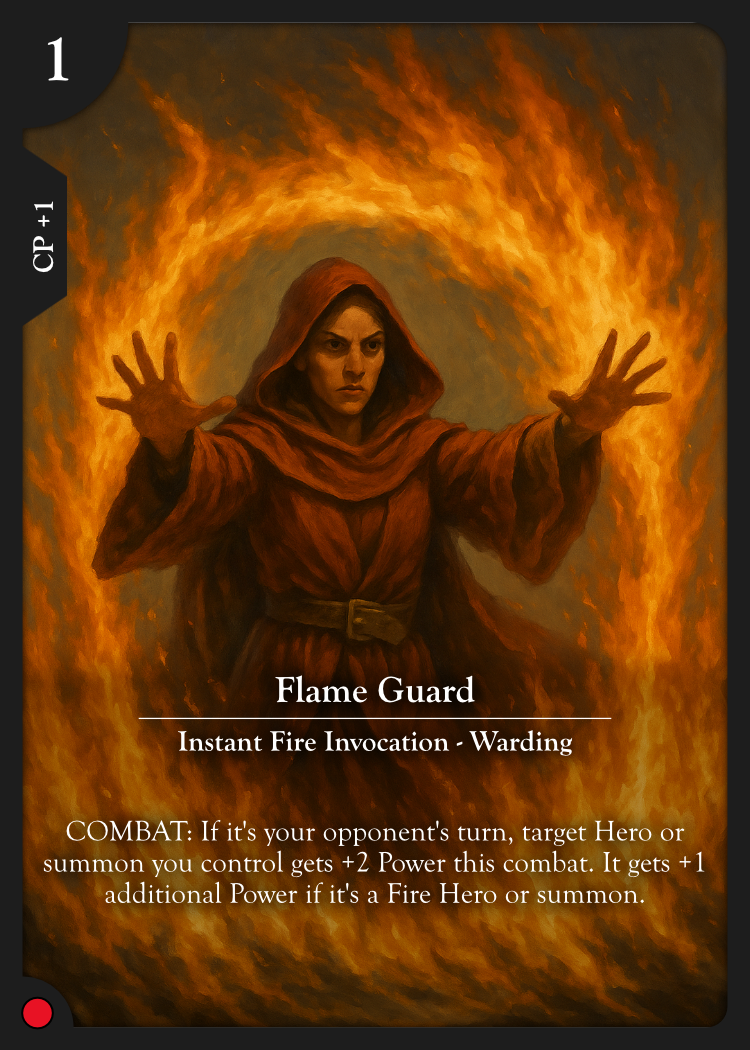 1
CP +1
Flame Guard
Instant Fire Invocation - Warding
COMBAT: If it's your opponent's turn, target Hero or
summon you control gets +2 Power this combat. It gets +1
additional Power if it's a Fire Hero or summon.